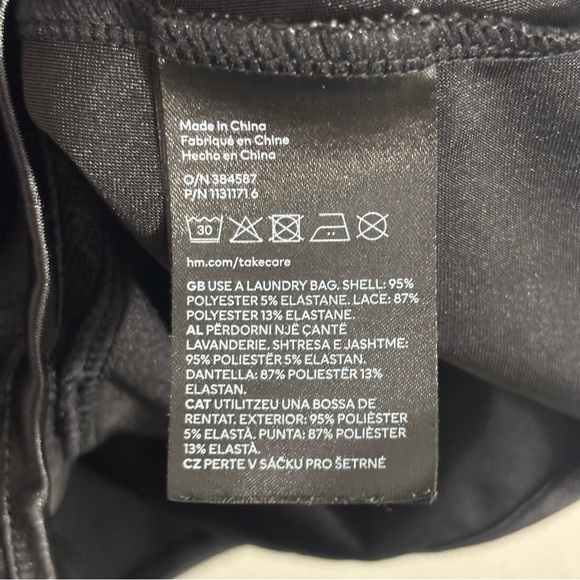 Made in China
Fabriqué en Chine
Hecho en China
O/N 384587
P/N 1131171 6
30
hm.com/takecare
GB USE A LAUNDRY BAG. SHELL: 95%
POLYESTER 5% ELASTANE. LACE: 87%
POLYESTER 13% ELASTANE.
AL PËRDORNI NJË ÇANTË
LAVANDERIE. SHTRESA E JASHTME:
95% POLIESTËR 5% ELASTAN.
DANTELLA: 87% POLIESTËR 13%
ELASTAN.
CAT UTILITZEU UNA BOSSA DE
RENTAT. EXTERIOR: 95% POLIÈSTER
5% ELASTÀ. PUNTA: 87% POLIÈSTER
13% ELASTÀ.
CZ PERTE V SÁČKU PRO ŠETRNÉ